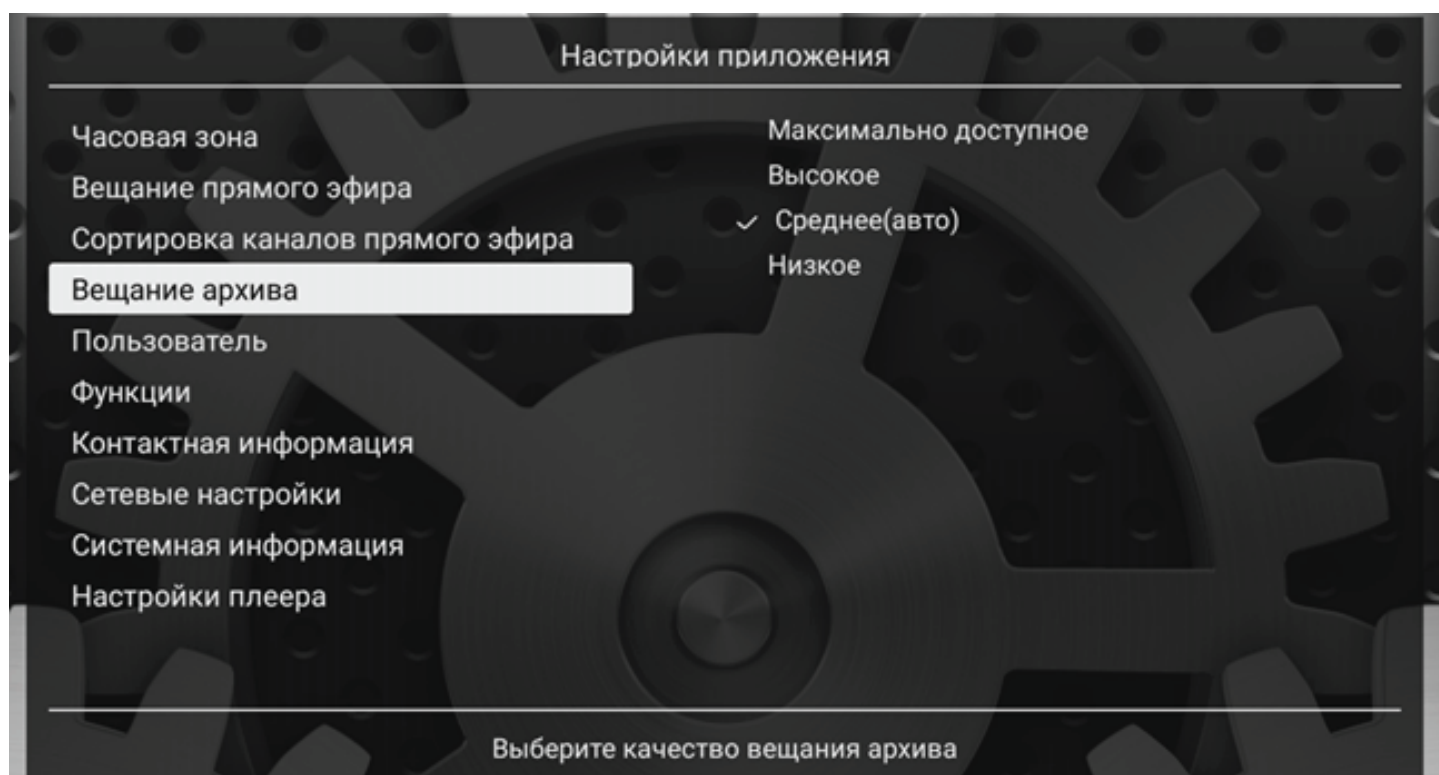 Настройки приложения
Часовая зона
Вещание прямого эфира
Сортировка каналов прямого эфира
Вещание архива
Пользователь
Функции
Контактная информация
Сетевые настройки
Системная информация
Настройки плеера
Максимально доступное
Высокое
Среднее(авто)
Низкое
Выберите качество вещания архива